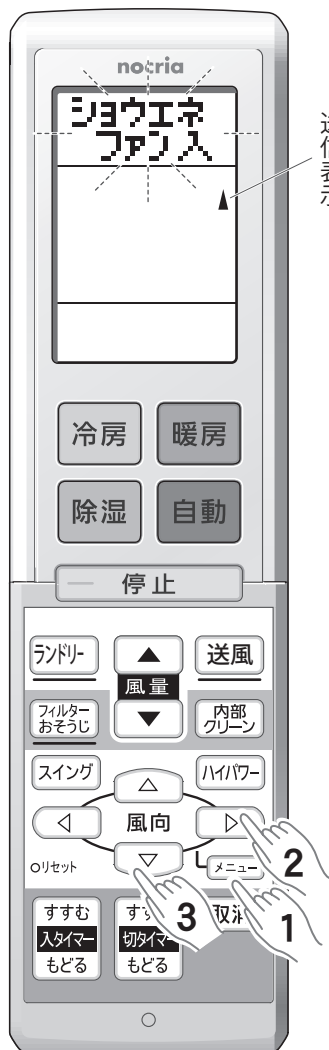 nocria
ショウエネ
ファン入
送信表示
冷房
暖房
除湿
自動
停止
ランドリー
▲
送風
風量
フィルター
おそうじ
▼
内部
クリーン
スイング
△
ハイパワー
◁
風向
▷
リセット
▽
メニュー
2
3
1
すすむ
入タイマー
もどる
切タイマー
もどる